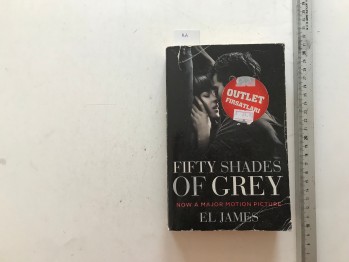 OUTLET
FIRSATLARI
FIFTY SHADES
OF GREY
NOW A MAJOR MOTION PICTURE
EL JAMES